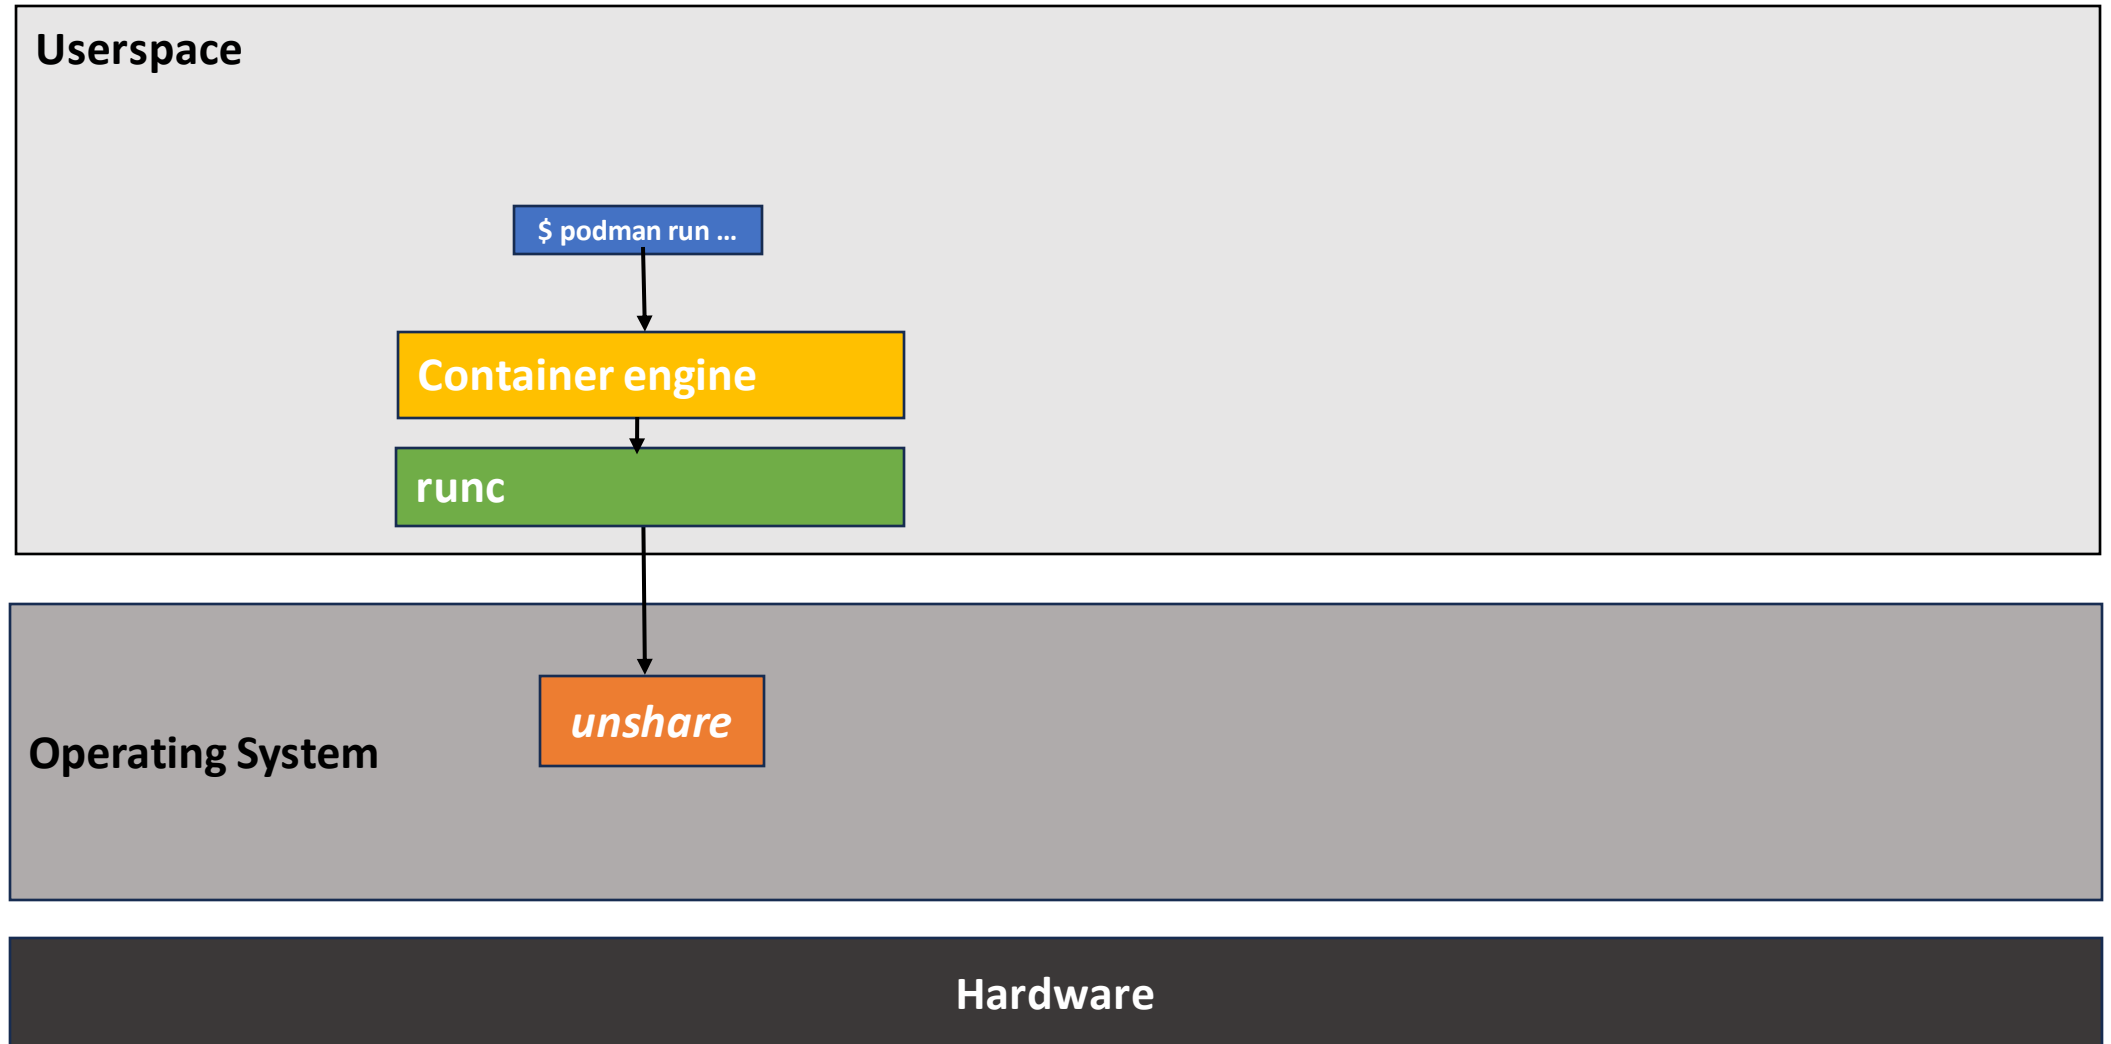 Userspace
$ podman run …
Container engine
runc
unshare
Operating System
Hardware